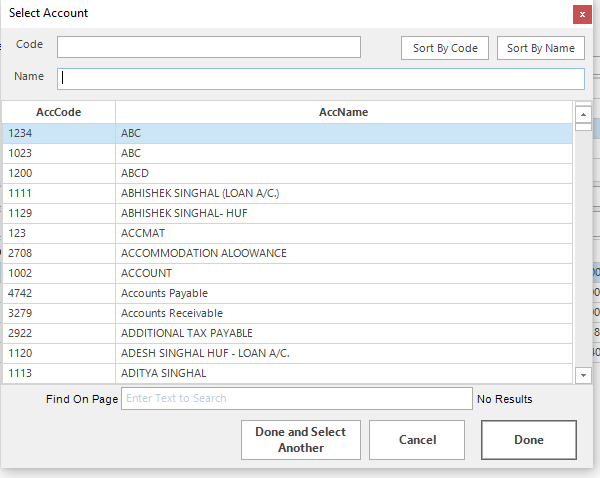 Select Account
x
Code
Sort By Code Sort By Name
Name
AccCode AccName
1234 ABC
1023 ABC
1200 ABCD
1111 ABHISHEK SINGHAL (LOAN A/C.)
1129 ABHISHEK SINGHAL- HUF
123 ACCMAT
2708 ACCOMMODATION ALOOWANCE
1002 ACCOUNT
4742 Accounts Payable
3279 Accounts Receivable
2922 ADDITIONAL TAX PAYABLE
1120 ADESH SINGHAL HUF - LOAN A/C.
1113 ADITYA SINGHAL
Find On Page Enter Text to Search No Results
Done and Select
Another
Cancel
Done